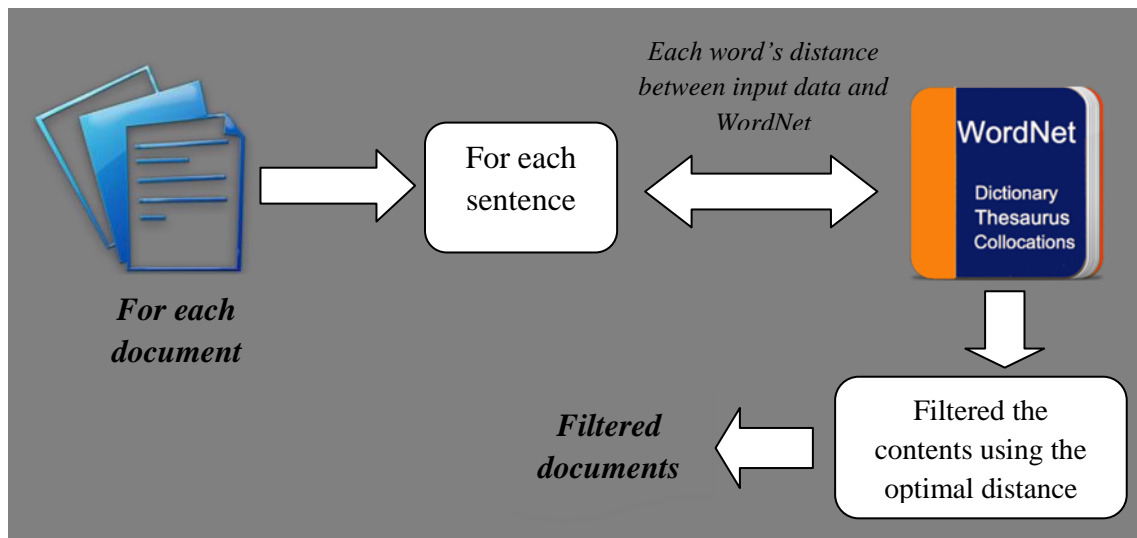 Each word’s distance
between input data and
WordNet
For each
sentence
WordNet
Dictionary
Thesaurus
Collocations
For each
document
Filtered the
contents using the
optimal distance
Filtered
documents